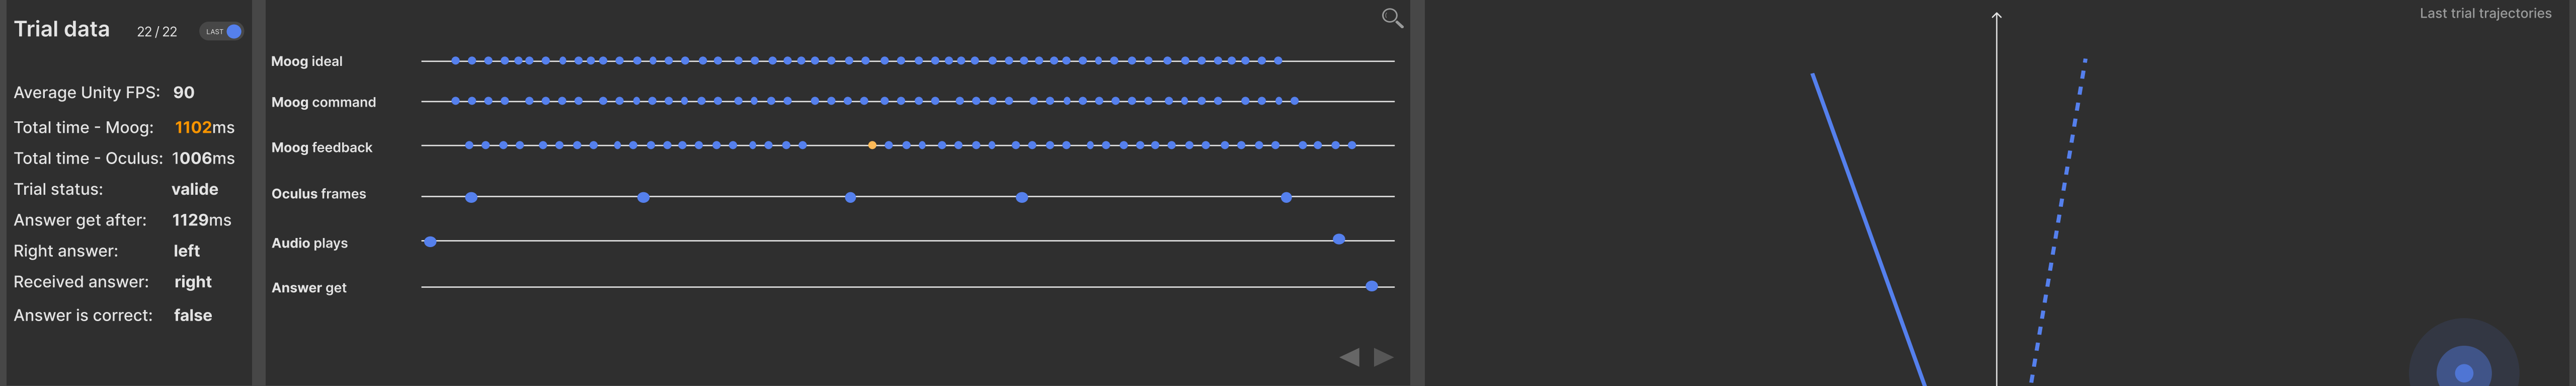 Trial data 22 / 22 LAST
Average Unity FPS: 90
Total time - Moog: 1102ms
Total time - Oculus: 1006ms
Trial status: valide
Answer get after: 1129ms
Right answer: left
Received answer: right
Answer is correct: false
Moog ideal
Moog command
Moog feedback
Oculus frames
Audio plays
Answer get
Last trial trajectories